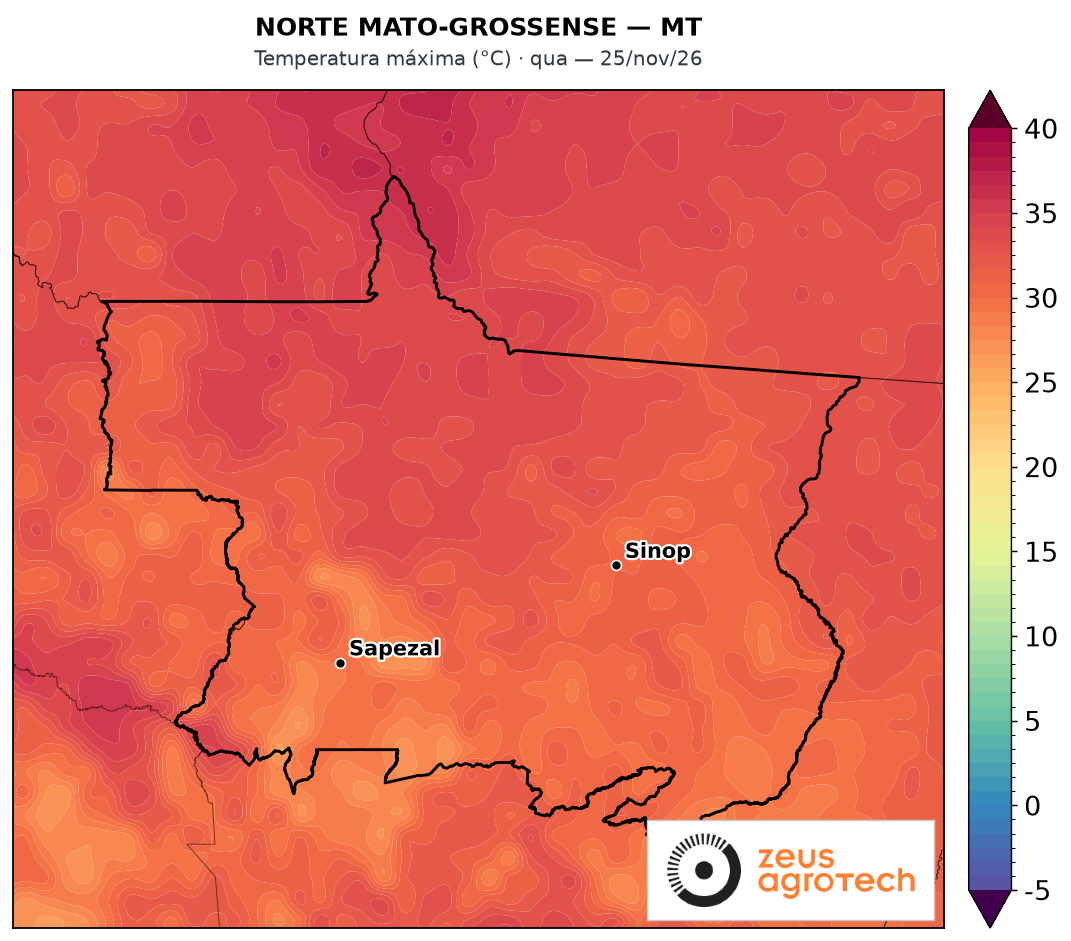 NORTE MATO-GROSSENSE — MT
Temperatura máxima (°C) · qua — 25/nov/26
40
35
30
25
20
15
10
5
0
-5
Sinop
Sapezal
zeus
agrotech